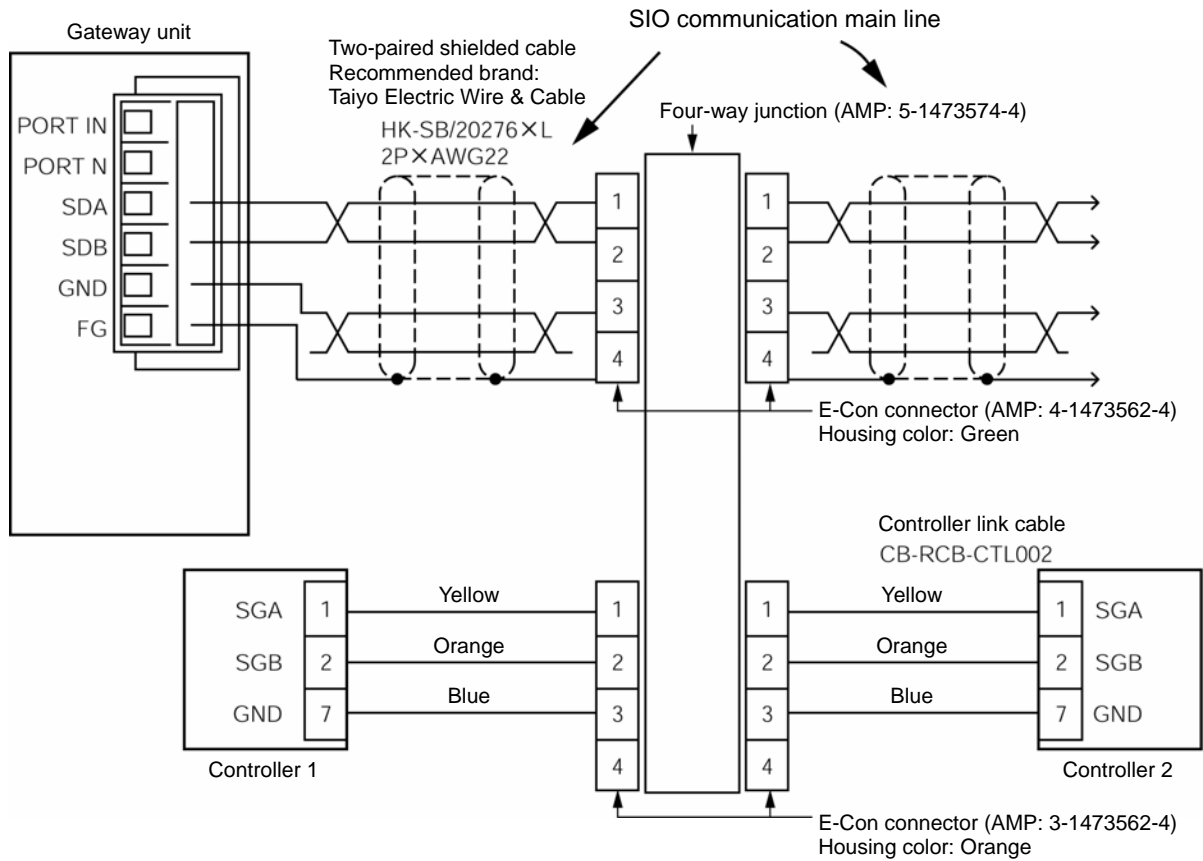 SIO communication main line
Gateway unit
Two-paired shielded cable
Recommended brand:
Taiyo Electric Wire & Cable
HK-SB/20276×L
2P×AWG22
Four-way junction (AMP: 5-1473574-4)
PORT IN
PORT N
SDA
SDB
GND
FG
1
2
3
4
1
2
3
4
E-Con connector (AMP: 4-1473562-4)
Housing color: Green
Controller link cable
CB-RCB-CTL002
SGA 1 Yellow 1
SGB 2 Orange 2
GND 7 Blue 3
4
Controller 1
1 Yellow 1 SGA
2 Orange 2 SGB
3 Blue 7 GND
4
Controller 2
E-Con connector (AMP: 3-1473562-4)
Housing color: Orange